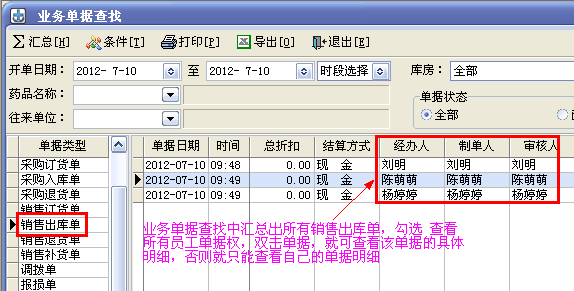 业务单据查找
汇总[H] 条件[T] 打印[P] 导出[O] 退出[E]
开单日期: 2012- 7-10 至 2012- 7-10 时段选择 库房: 全部
药品名称: 单据状态
往来单位: 全部
单据类型 单据日期 时间 总折扣 结算方式 经办人 制单人 审核人
采购订货单 2012-07-10 09:48 0.00 现 金 刘明 刘明 刘明
采购入库单 2012-07-10 09:49 0.00 现 金 陈萌萌 陈萌萌 陈萌萌
采购退货单 2012-07-10 09:49 0.00 现 金 杨婷婷 杨婷婷 杨婷婷
销售订货单
销售出库单
销售退货单
销售补货单
调拨单
报损单
业务单据查找中汇总出所有销售出库单, 勾选 查看
所有员工单据权, 双击单据, 就可查看该单据的具体
明细, 否则就只能查看自己的单据明细